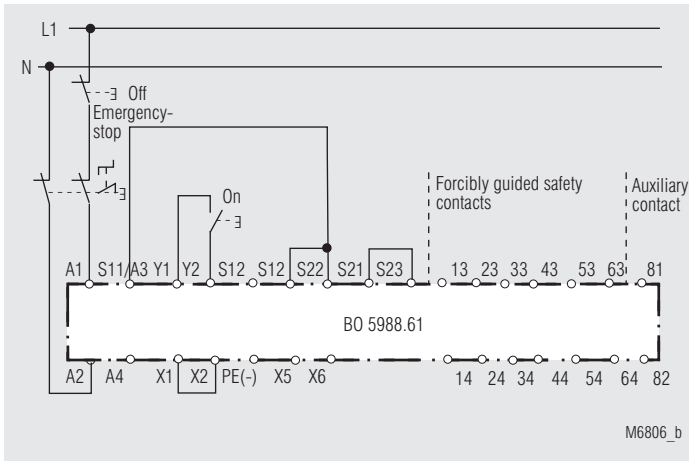 L1
N
Off
Emergency-
stop
On
Forcibly guided safety
contacts
Auxiliary
contact
A1 S11/A3 Y1 Y2 S12 S12 S22 S21 S23 13 23 33 43 53 63 81
BO 5988.61
A2 A4 X1 X2 PE(-) X5 X6 14 24 34 44 54 64 82
M6806_b